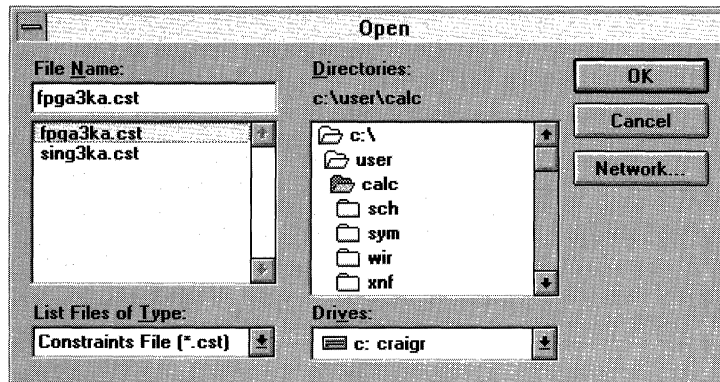 Open
File Name:
fpga3ka.cst
fpga3ka.cst
sing3ka.cst
List Files of Type:
Constraints File (*.cst)
Directories:
c:\user\calc
c:\
user
calc
sch
sym
wir
xnf
Drives:
c: craigr
OK
Cancel
Network...